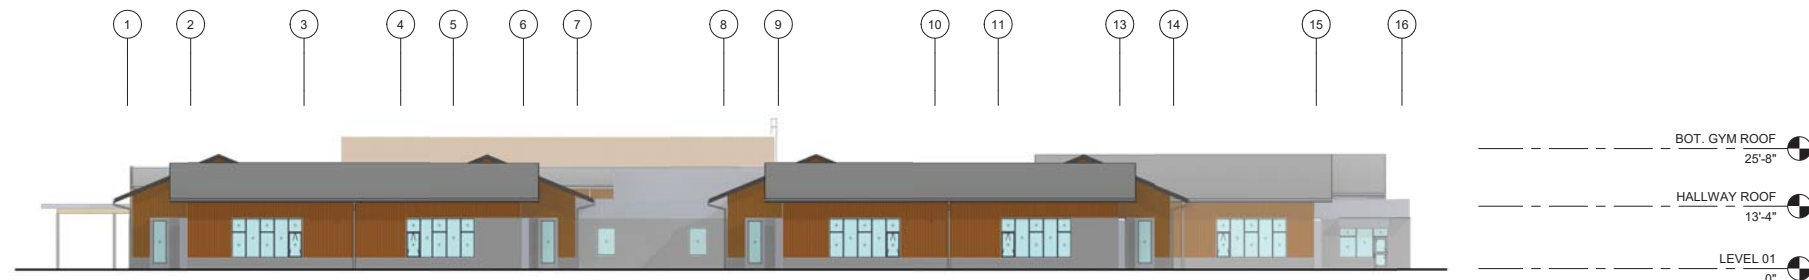 1 2 3 4 5 6 7 8 9 10 11 13 14 15 16
BOT. GYM ROOF
25'-8"
HALLWAY ROOF
13'-4"
LEVEL 01
0"